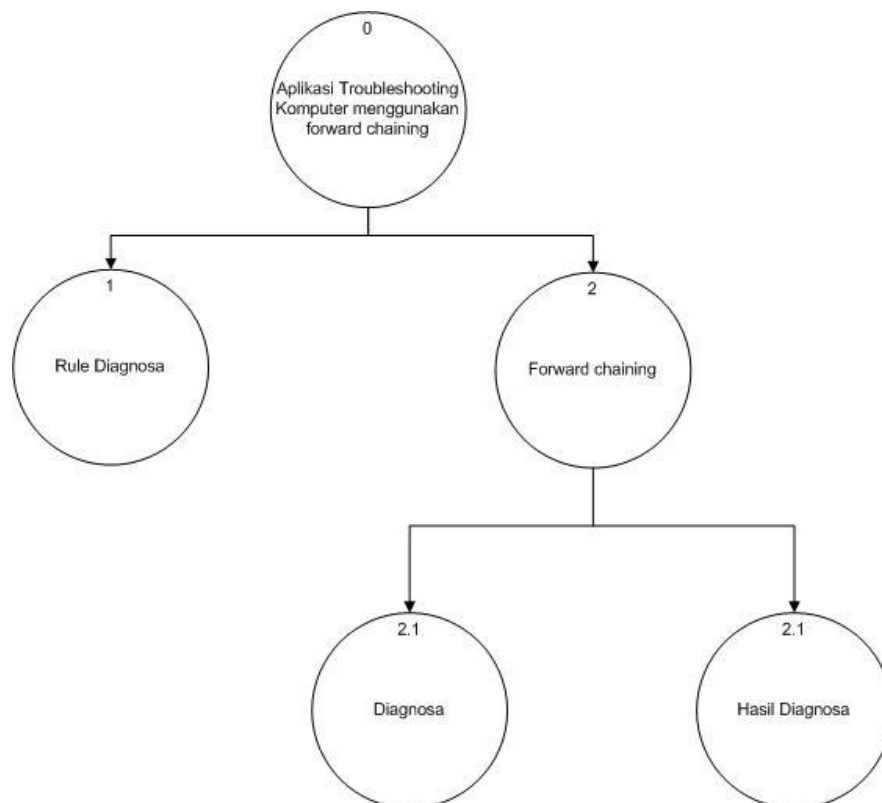 0
Aplikasi Troubleshooting
Komputer menggunakan
forward chaining
1
Rule Diagnosa
2
Forward chaining
2.1
Diagnosa
2.1
Hasil Diagnosa